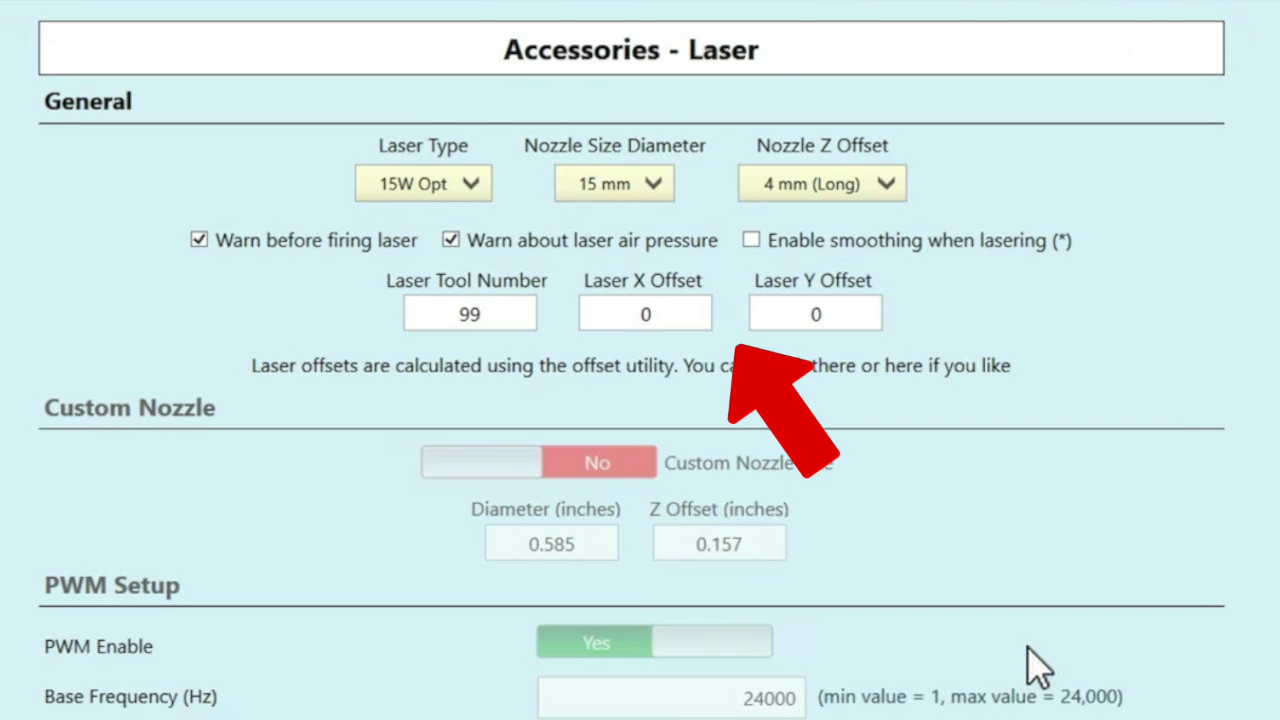 Accessories - Laser
General
Laser Type Nozzle Size Diameter Nozzle Z Offset
15W Opt 15 mm 4 mm (Long)
Warn before firing laser Warn about laser air pressure Enable smoothing when lasering (*)
Laser Tool Number Laser X Offset Laser Y Offset
99 0 0
Laser offsets are calculated using the offset utility. You there or here if you like
Custom Nozzle
No Custom Nozzle
Diameter (inches) Z Offset (inches)
0.585 0.157
PWM Setup
PWM Enable Yes
Base Frequency (Hz) 24000 (min value = 1, max value = 24,000)